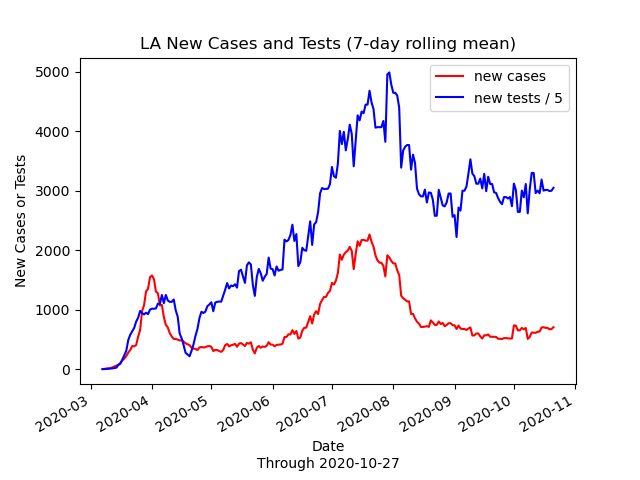 LA New Cases and Tests (7-day rolling mean)
new cases
new tests / 5
New Cases or Tests
5000
4000
3000
2000
1000
0
2020-03
2020-04
2020-05
2020-06
2020-07
2020-08
2020-09
2020-10
2020-11
Date
Through 2020-10-27